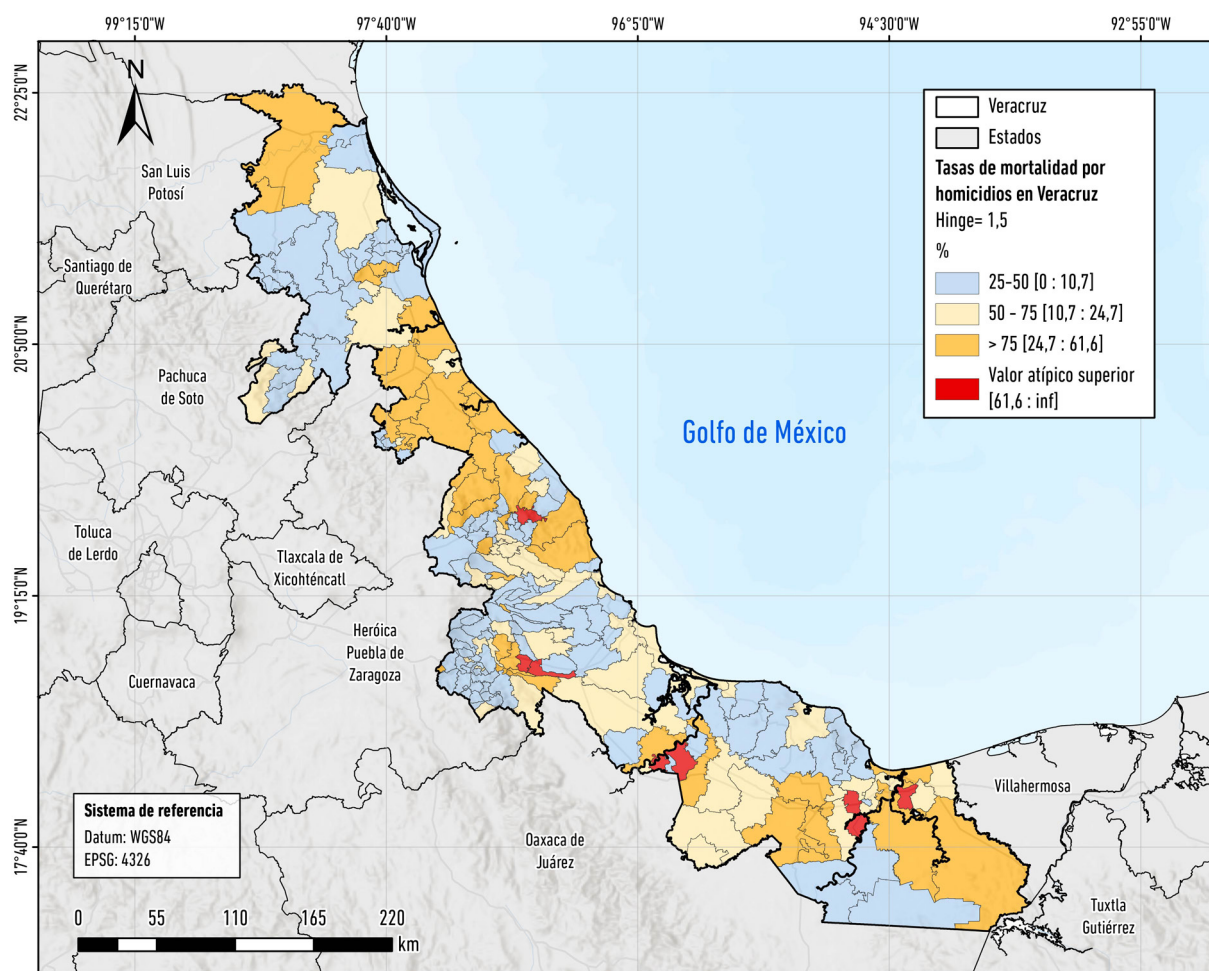 99°15'0"W
97°40'0"W
96°5'0"W
94°30'0"W
92°55'0"W
22°25'0"N
20°50'0"N
19°15'0"N
17°40'0"N
N
Veracruz
Estados
Tasas de mortalidad por
homicidios en Veracruz
Hinge= 1,5
%
25-50 [0 : 10,7]
50 - 75 [10,7 : 24,7]
> 75 [24,7 : 61,6]
Valor atípico superior
[61,6 : inf]
San Luis
Potosí
Santiago de
Querétaro
Pachuca
de Soto
Golfo de México
Toluca
de Lerdo
Tlaxcala de
Xicohténcatl
Heróica
Puebla de
Zaragoza
Cuernavaca
Villahermosa
Oaxaca de
Juárez
Tuxtla
Gutiérrez
Sistema de referencia
Datum: WGS84
EPSG: 4326
0 55 110 165 220
km